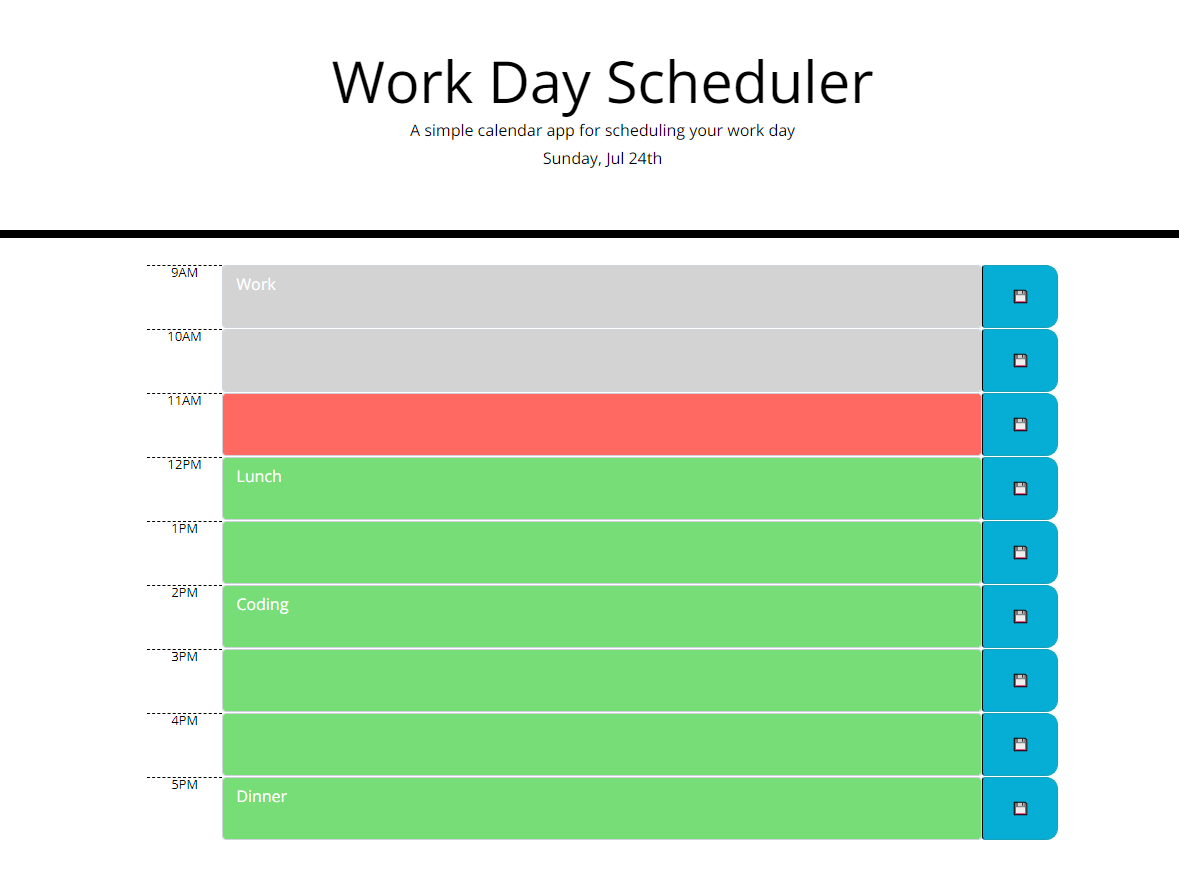 Work Day Scheduler
A simple calendar app for scheduling your work day
Sunday, Jul 24th
9AM
Work
10AM
11AM
12PM
Lunch
1PM
2PM
Coding
3PM
4PM
5PM
Dinner